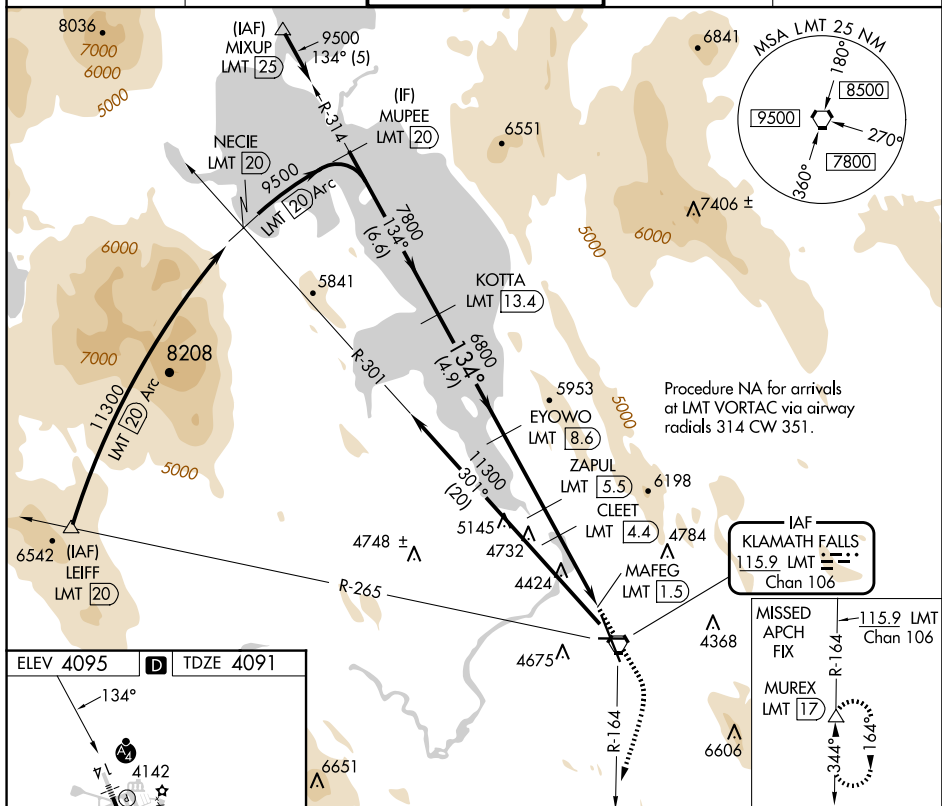 8036
7000
6000
5000
(IAF)
MIXUP
LMT 25
9500
134° (5)
R-314
(IF)
MUPEE
LMT 20
6841
MSA LMT 25 NM
180°
8500
9500
270°
7800
360°
NECIE
LMT 20
9500
LMT 20 Arc
6551
7406 ±
7800
134°
(6.6)
5000
6000
6000
5841
KOTTA
LMT 13.4
7000
8208
R-301
6800
134°
(4.9)
11300
LMT 20 Arc
5000
5953
5000
Procedure NA for arrivals
at LMT VORTAC via airway
radials 314 CW 351.
EYOWO
LMT 8.6
11300
301°
(20)
ZAPUL
LMT 5.5
6198
5145
4732
CLEET
LMT 4.4
4748 ±
4784
6542
(IAF)
LEIFF
LMT 20
IAF
KLAMATH FALLS
115.9 LMT
Chan 106
R-265
4424
MAFEG
LMT 1.5
4675
4368
MISSED
APCH
FIX
115.9 LMT
Chan 106
R-164
MUREX
LMT 17
344°
164°
ELEV 4095
D
TDZE 4091
134°
A4
14
4142
P
6651
R-164
6606